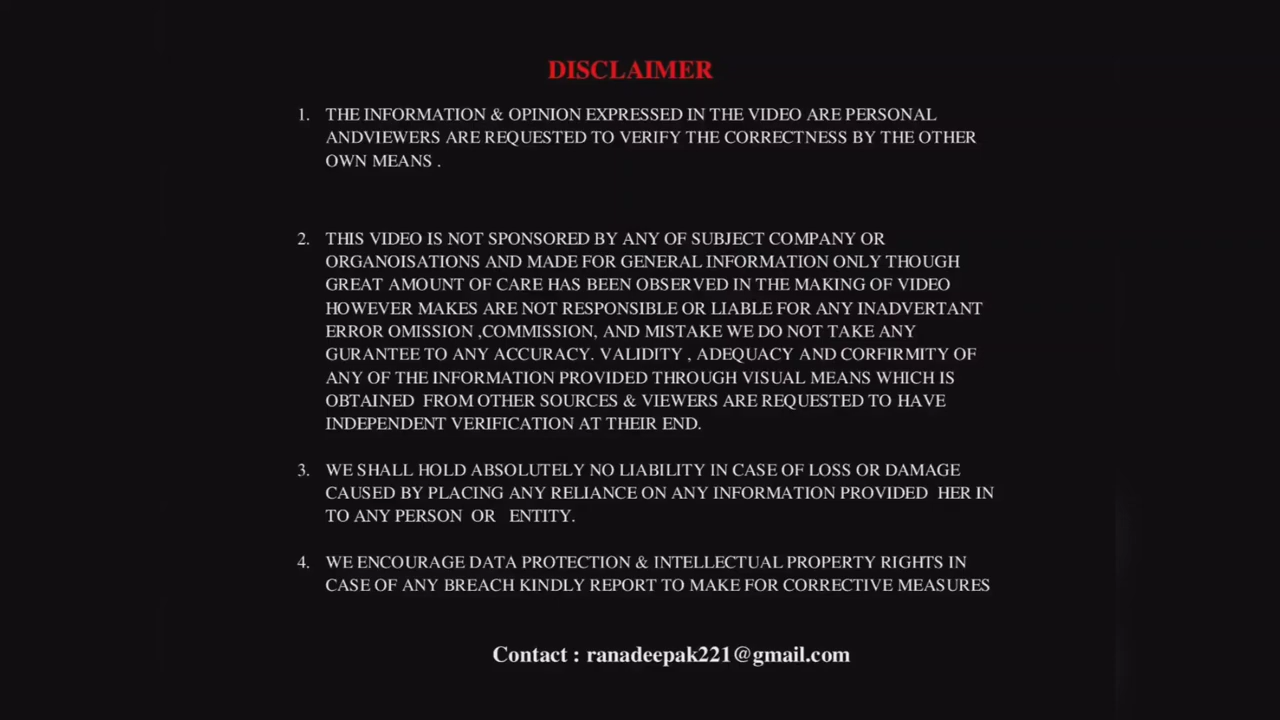 DISCLAIMER
1. THE INFORMATION & OPINION EXPRESSED IN THE VIDEO ARE PERSONAL
ANDVIEWERS ARE REQUESTED TO VERIFY THE CORRECTNESS BY THE OTHER
OWN MEANS .
2. THIS VIDEO IS NOT SPONSORED BY ANY OF SUBJECT COMPANY OR
ORGANOISATIONS AND MADE FOR GENERAL INFORMATION ONLY THOUGH
GREAT AMOUNT OF CARE HAS BEEN OBSERVED IN THE MAKING OF VIDEO
HOWEVER MAKES ARE NOT RESPONSIBLE OR LIABLE FOR ANY INADVERTANT
ERROR OMISSION ,COMMISSION, AND MISTAKE WE DO NOT TAKE ANY
GURANTEE TO ANY ACCURACY. VALIDITY , ADEQUACY AND CORFIRMITY OF
ANY OF THE INFORMATION PROVIDED THROUGH VISUAL MEANS WHICH IS
OBTAINED FROM OTHER SOURCES & VIEWERS ARE REQUESTED TO HAVE
INDEPENDENT VERIFICATION AT THEIR END.
3. WE SHALL HOLD ABSOLUTELY NO LIABILITY IN CASE OF LOSS OR DAMAGE
CAUSED BY PLACING ANY RELIANCE ON ANY INFORMATION PROVIDED HER IN
TO ANY PERSON OR ENTITY.
4. WE ENCOURAGE DATA PROTECTION & INTELLECTUAL PROPERTY RIGHTS IN
CASE OF ANY BREACH KINDLY REPORT TO MAKE FOR CORRECTIVE MEASURES
Contact : ranadeepak221@gmail.com